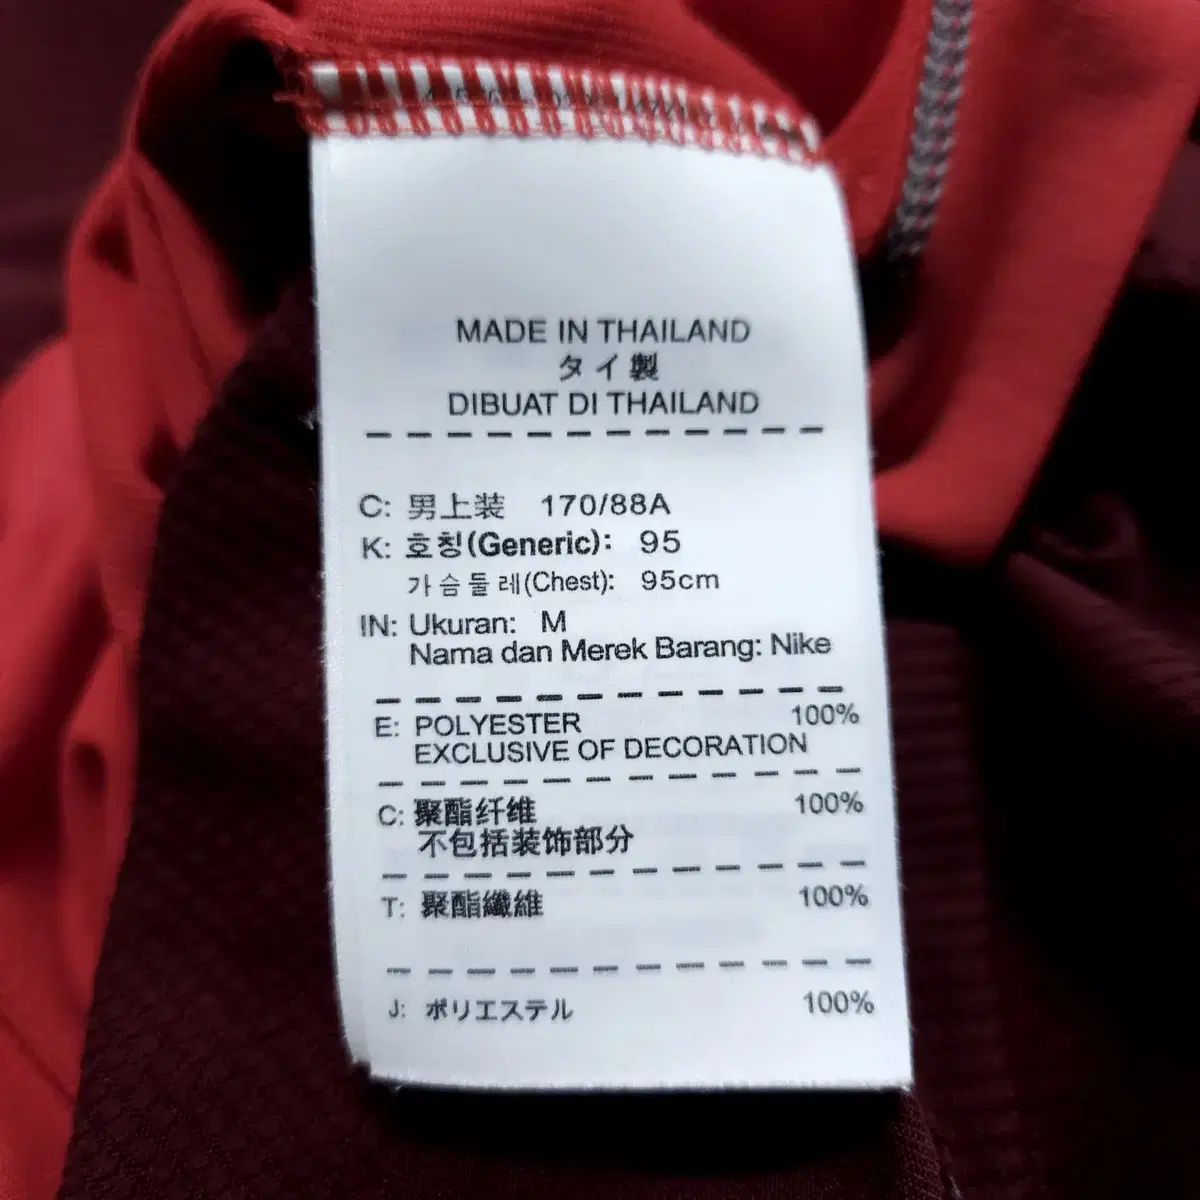 MADE IN THAILAND
タイ製
DIBUAT DI THAILAND
C: 男上装 170/88A
K: 호칭(Generic): 95
가슴둘레(Chest): 95cm
IN: Ukuran: M
Nama dan Merek Barang: Nike
E: POLYESTER 100%
EXCLUSIVE OF DECORATION
C: 聚酯纤维 100%
不包括装饰部分
T: 聚酯纖維 100%
J: ポリエステル 100%